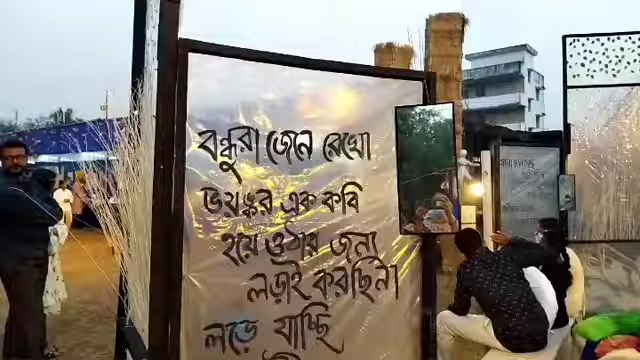 বন্ধুরা জেনে রেখো
ভয়ঙ্কর এক কবি
হয়ে ওঠার জন্য
লড়াই করছিনা
লড়ে যাচ্ছি